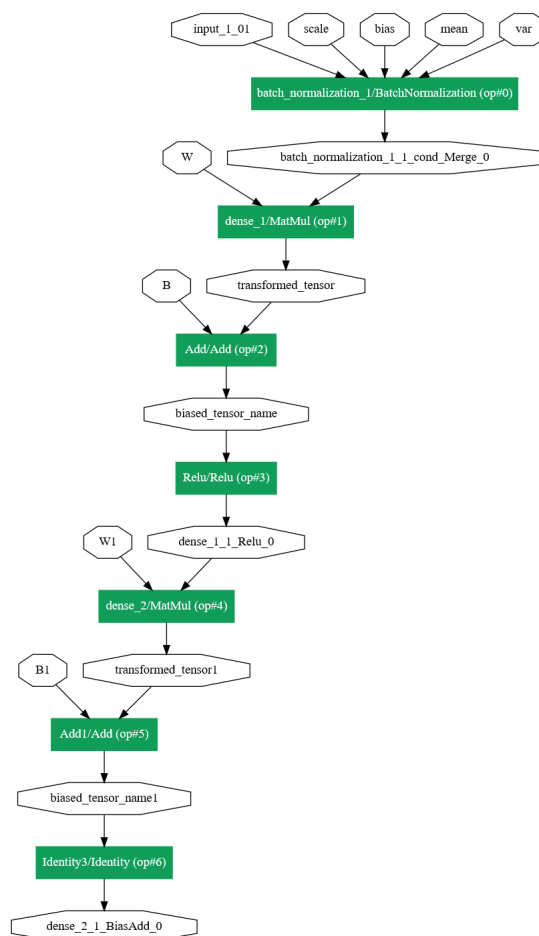 input_1_01
scale
bias
mean
var
batch_normalization_1/BatchNormalization (op#0)
W
batch_normalization_1_1_cond_Merge_0
dense_1/MatMul (op#1)
B
transformed_tensor
Add/Add (op#2)
biased_tensor_name
Relu/Relu (op#3)
W1
dense_1_1_Relu_0
dense_2/MatMul (op#4)
B1
transformed_tensor1
Add1/Add (op#5)
biased_tensor_name1
Identity3/Identity (op#6)
dense_2_1_BiasAdd_0